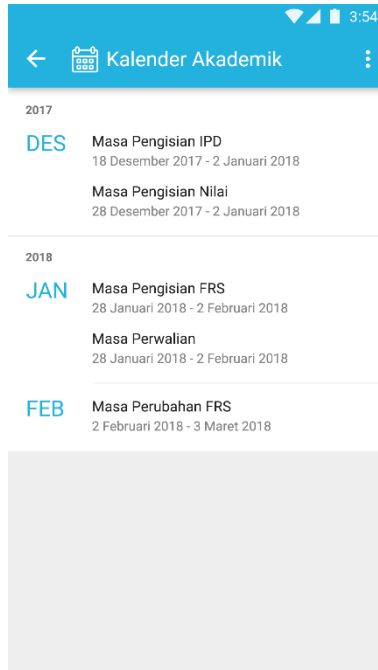 3:54
Kalender Akademik
2017
DES
Masa Pengisian IPD
18 Desember 2017 - 2 Januari 2018
Masa Pengisian Nilai
28 Desember 2017 - 2 Januari 2018
2018
JAN
Masa Pengisian FRS
28 Januari 2018 - 2 Februari 2018
Masa Perwalian
28 Januari 2018 - 2 Februari 2018
FEB
Masa Perubahan FRS
2 Februari 2018 - 3 Maret 2018